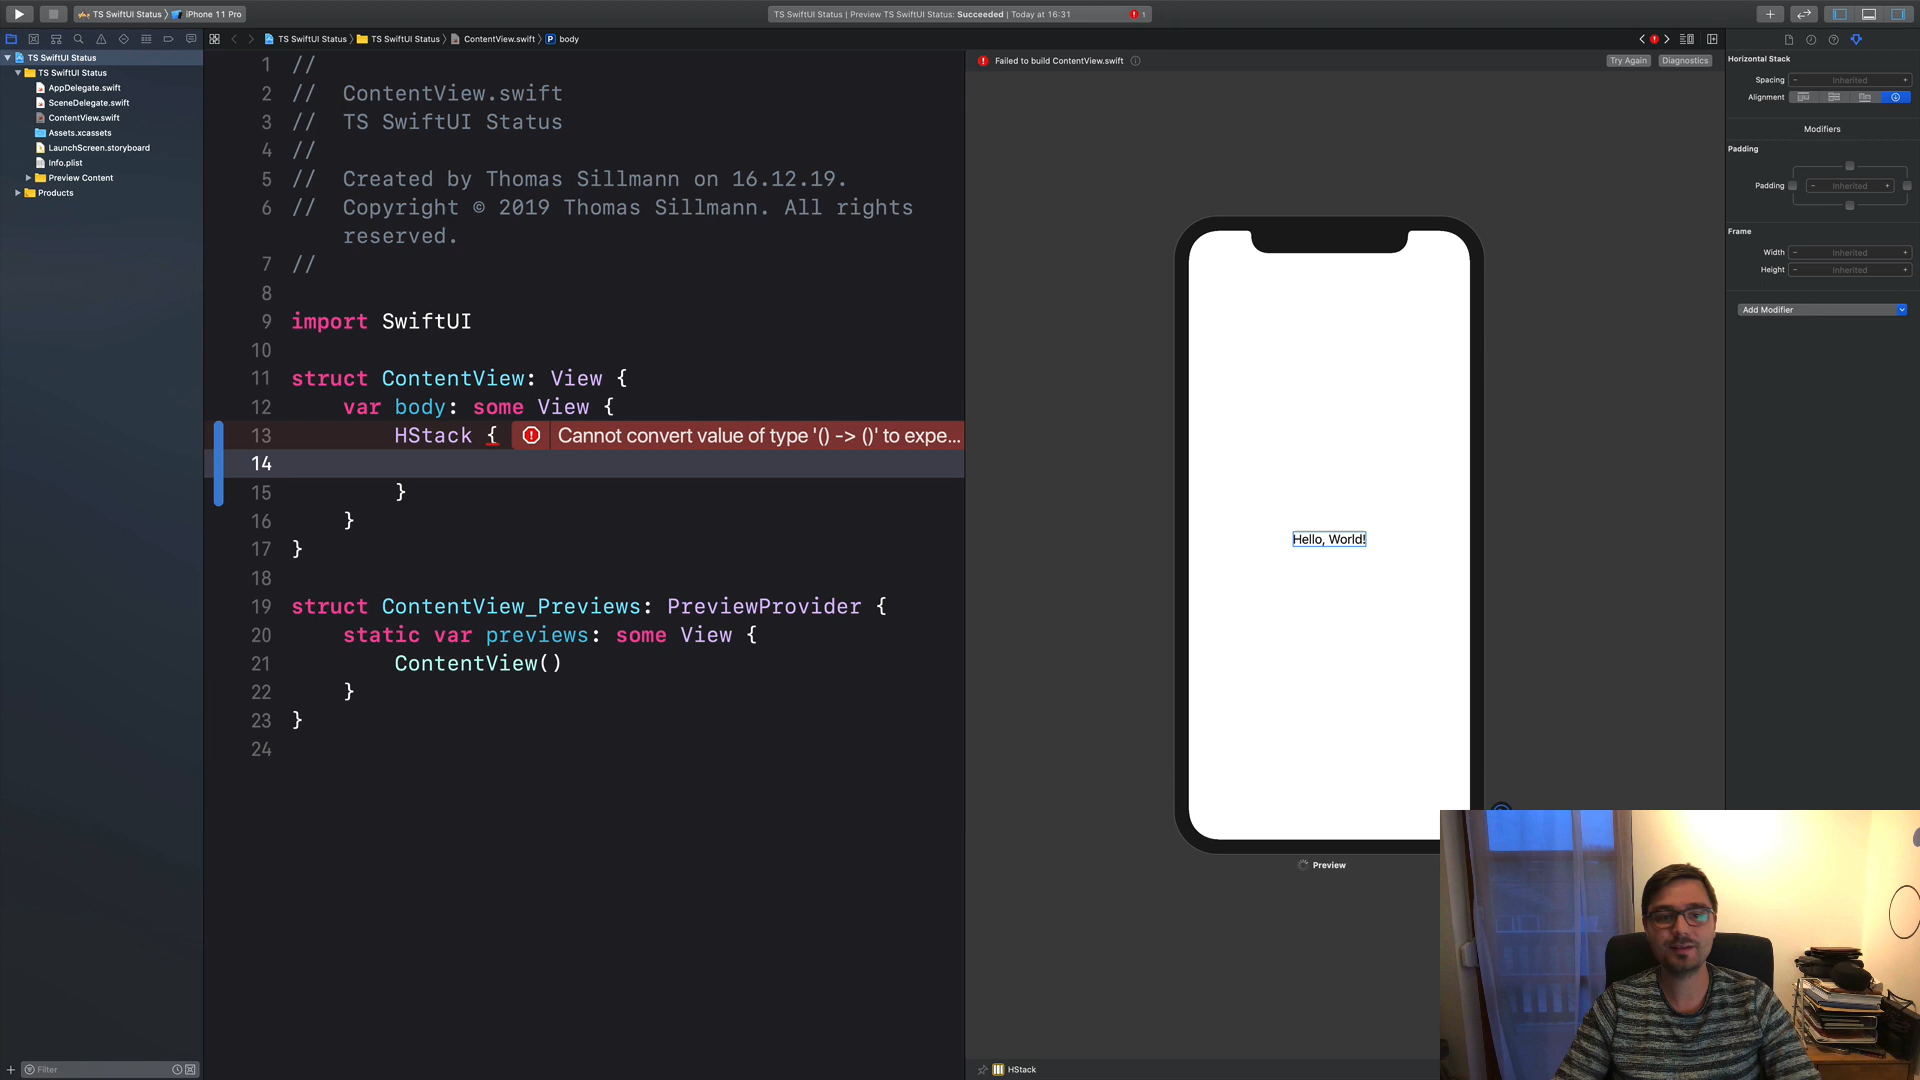 TS SwiftUI Status
iPhone 11 Pro
TS SwiftUI Status | Preview TS SwiftUI Status: Succeeded | Today at 16:31
1
TS SwiftUI Status
TS SwiftUI Status
ContentView.swift
body
TS SwiftUI Status
TS SwiftUI Status
AppDelegate.swift
SceneDelegate.swift
ContentView.swift
Assets.xcassets
LaunchScreen.storyboard
Info.plist
Preview Content
Products
1 //
2 // ContentView.swift
3 // TS SwiftUI Status
4 //
5 // Created by Thomas Sillmann on 16.12.19.
6 // Copyright © 2019 Thomas Sillmann. All rights
reserved.
7 //
8
9 import SwiftUI
10
11 struct ContentView: View {
12 var body: some View {
13 HStack { Cannot convert value of type '() -> ()' to expe...
14
15 }
16 }
17 }
18
19 struct ContentView_Previews: PreviewProvider {
20 static var previews: some View {
21 ContentView()
22 }
23 }
24
Failed to build ContentView.swift
Try Again
Diagnostics
Hello, World!
Preview
HStack
Horizontal Stack
Spacing
Inherited
Alignment
Modifiers
Padding
Padding
Inherited
Frame
Width
Inherited
Height
Inherited
Add Modifier
Filter